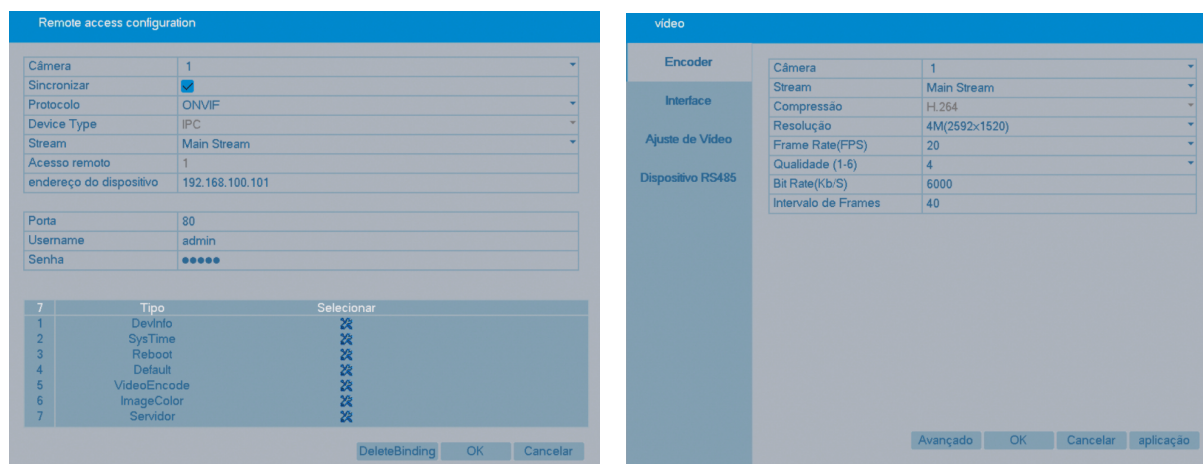 Remote access configuration
Câmera 1
Sincronizar
Protocolo ONVIF
Device Type IPC
Stream Main Stream
Acesso remoto 1
endereço do dispositivo 192.168.100.101
Porta 80
Username admin
Senha ●●●●●
7 Tipo Selecionar
1 DevInfo
2 SysTime
3 Reboot
4 Default
5 VideoEncode
6 ImageColor
7 Servidor
DeleteBinding OK Cancelar
vídeo
Encoder
Interface
Ajuste de Vídeo
Dispositivo RS485
Câmera 1
Stream Main Stream
Compressão H.264
Resolução 4M(2592x1520)
Frame Rate(FPS) 20
Qualidade (1-6) 4
Bit Rate(Kb/S) 6000
Intervalo de Frames 40
Avançado OK Cancelar aplicação